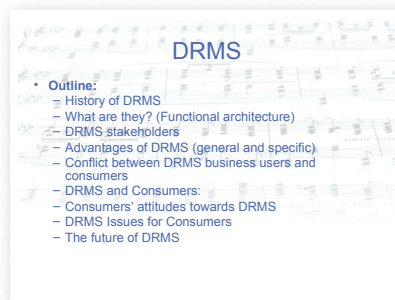 DRMS
• Outline:
– History of DRMS
– What are they? (Functional architecture)
– DRMS stakeholders
– Advantages of DRMS (general and specific)
– Conflict between DRMS business users and
consumers
– DRMS and Consumers:
– Consumers' attitudes towards DRMS
– DRMS Issues for Consumers
– The future of DRMS